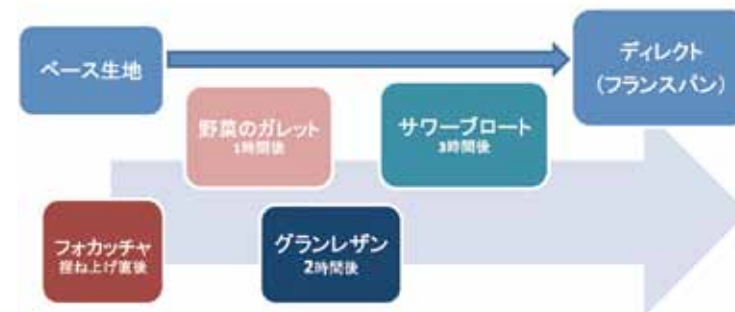 ベース生地
ディレクト
(フランスパン)
野菜のガレット
1時間後
サワーブロート
3時間後
フォカッチャ
捏ね上げ直後
グランレザン
2時間後